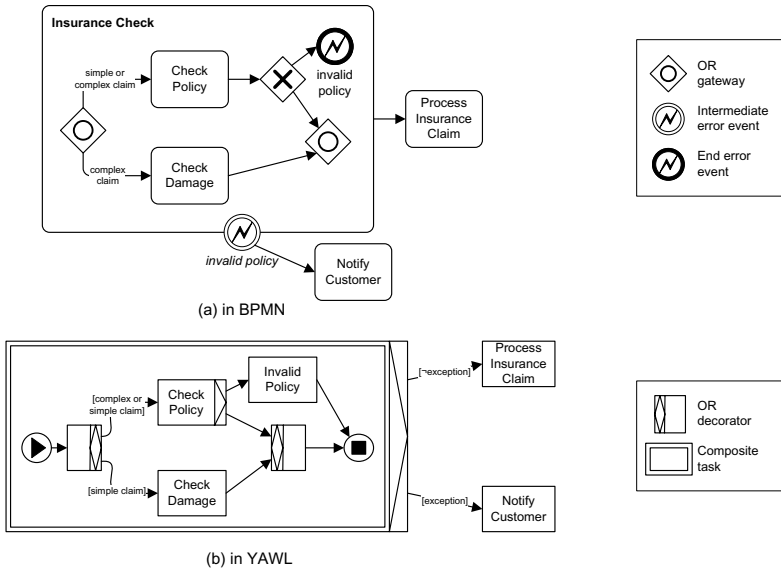 Insurance Check
simple or
complex claim
Check
Policy
invalid
policy
complex
claim
Check
Damage
Process
Insurance
Claim
invalid policy
Notify
Customer
(a) in BPMN
OR
gateway
Intermediate
error event
End error
event
[complex or
simple claim]
Check
Policy
Invalid
Policy
[simple claim]
Check
Damage
[¬exception]
Process
Insurance
Claim
[exception]
Notify
Customer
(b) in YAWL
OR
decorator
Composite
task